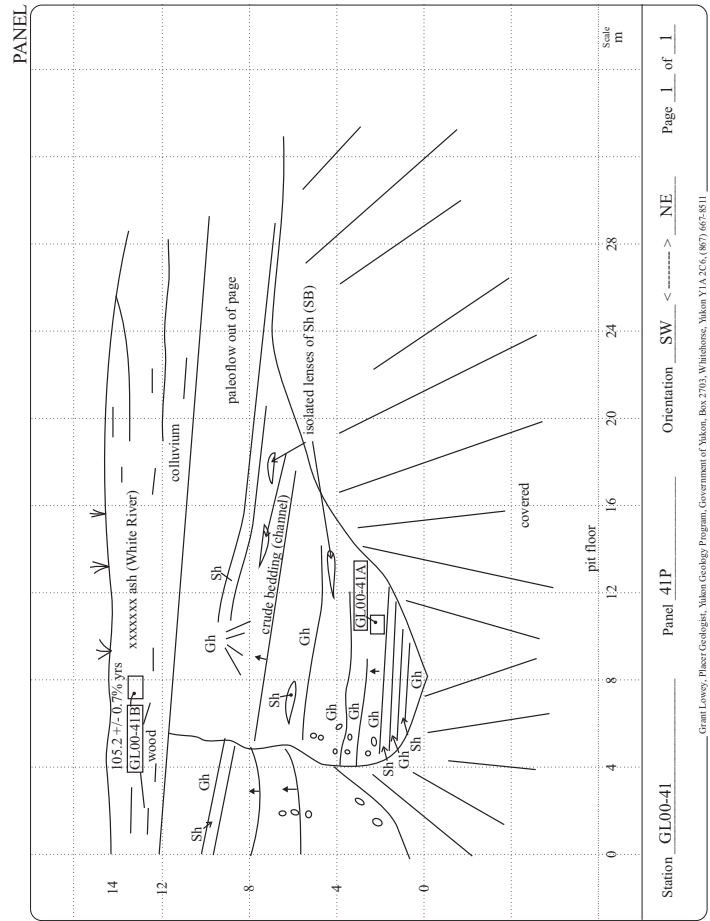 PANEL
14
12
8
4
0
105.2 +/- 0.7% yrs
GL00-41B
wood
xxxxxxx ash (White River)
colluvium
Sh
Gh
paleoflow out of page
Gh
Sh
crude bedding (channel)
isolated lenses of Sh (SB)
Sh
Gh
Gh
Gh
Gh
GL00-41A
Sh
Gh
Sh
Gh
covered
pit floor
0 4 8 12 16 20 24 28
Scale
m
Station GL00-41 Panel 41P Orientation SW < -------- > NE Page 1 of 1
Grant Lowey, Placer Geologist, Yukon Geology Program, Government of Yukon, Box 2703, Whitehorse, Yukon Y1A 2C6, (867) 667-8511